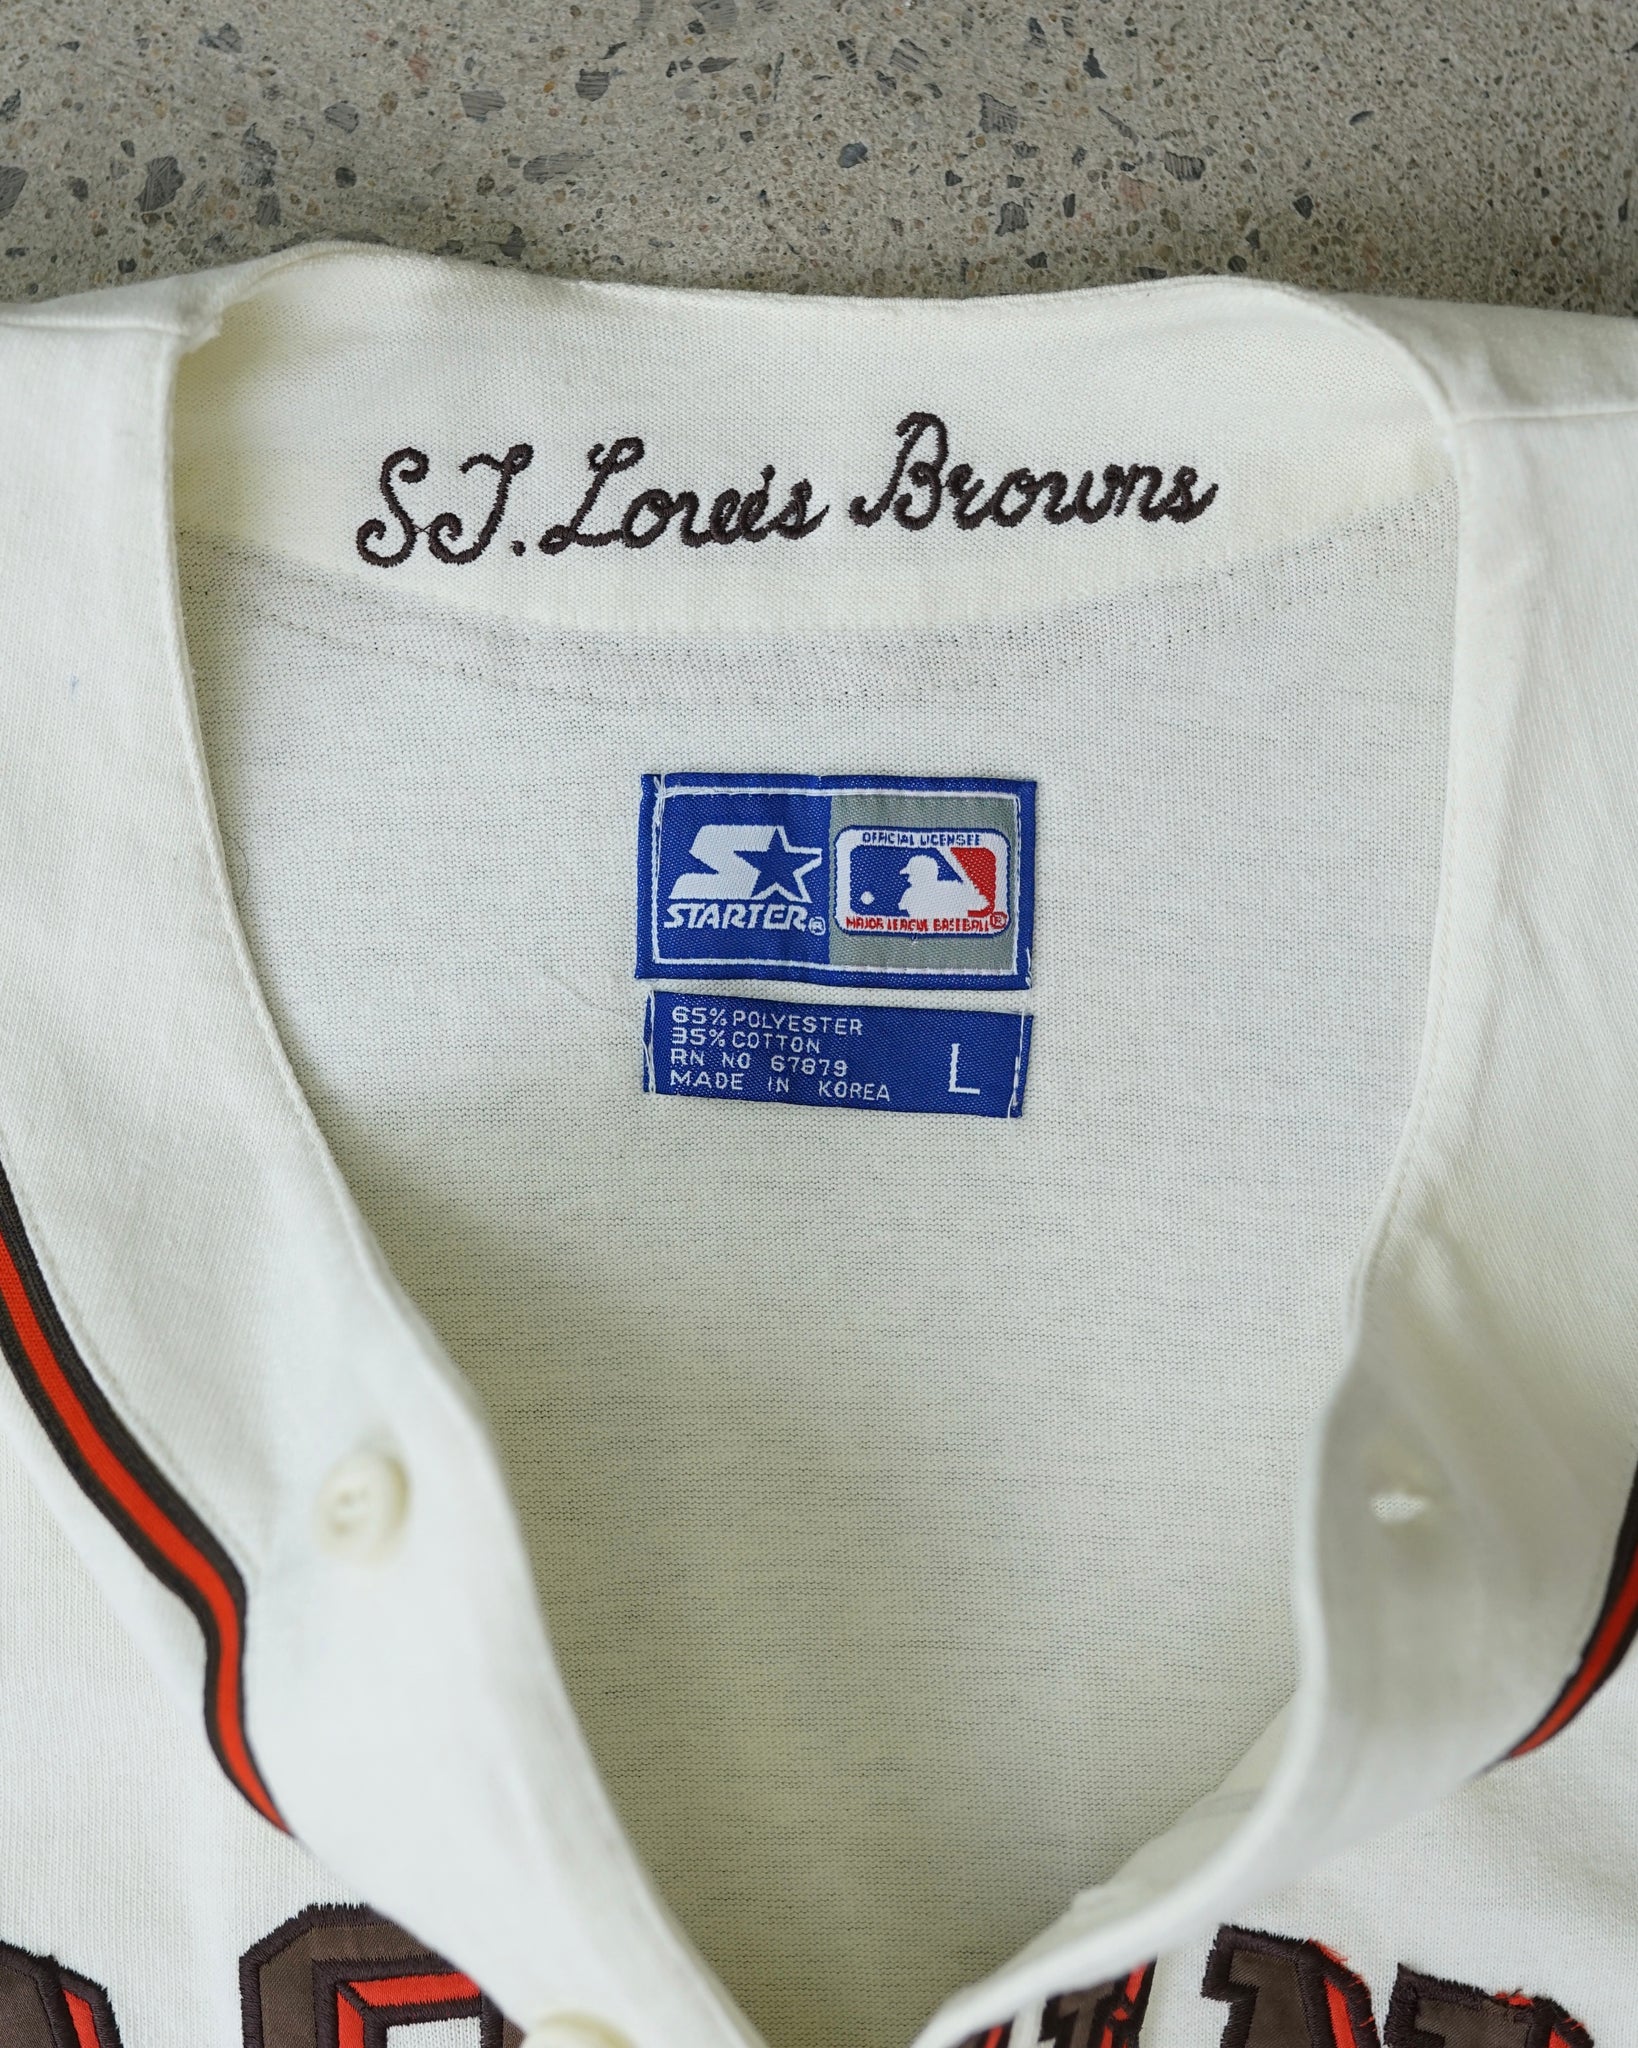 St. Louis Browns
STARTER®
OFFICIAL LICENSEE
MAJOR LEAGUE BASEBALL®
65% POLYESTER
35% COTTON
RN NO 67879
MADE IN KOREA
L